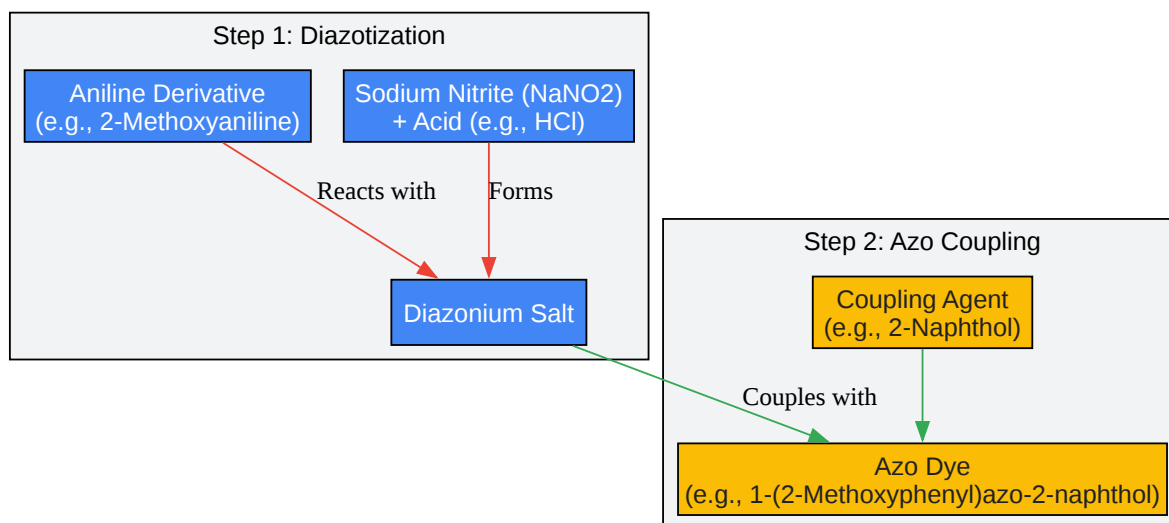 Step 1: Diazotization
Aniline Derivative
(e.g., 2-Methoxyaniline)
Sodium Nitrite (NaNO2)
+ Acid (e.g., HCl)
Reacts with
Forms
Diazonium Salt
Step 2: Azo Coupling
Coupling Agent
(e.g., 2-Naphthol)
Couples with
Azo Dye
(e.g., 1-(2-Methoxyphenyl)azo-2-naphthol)